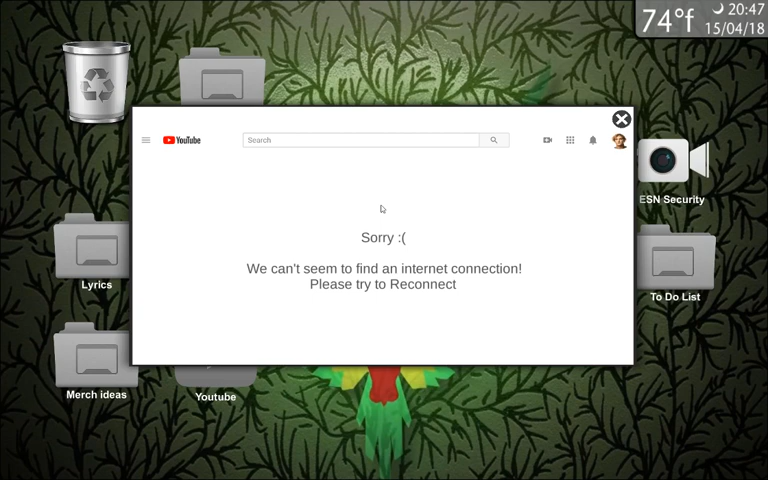 74°f
20:47
15/04/18
YouTube
Search
ESN Security
Sorry :(
We can't seem to find an internet connection!
Please try to Reconnect
Lyrics
To Do List
Merch ideas
Youtube